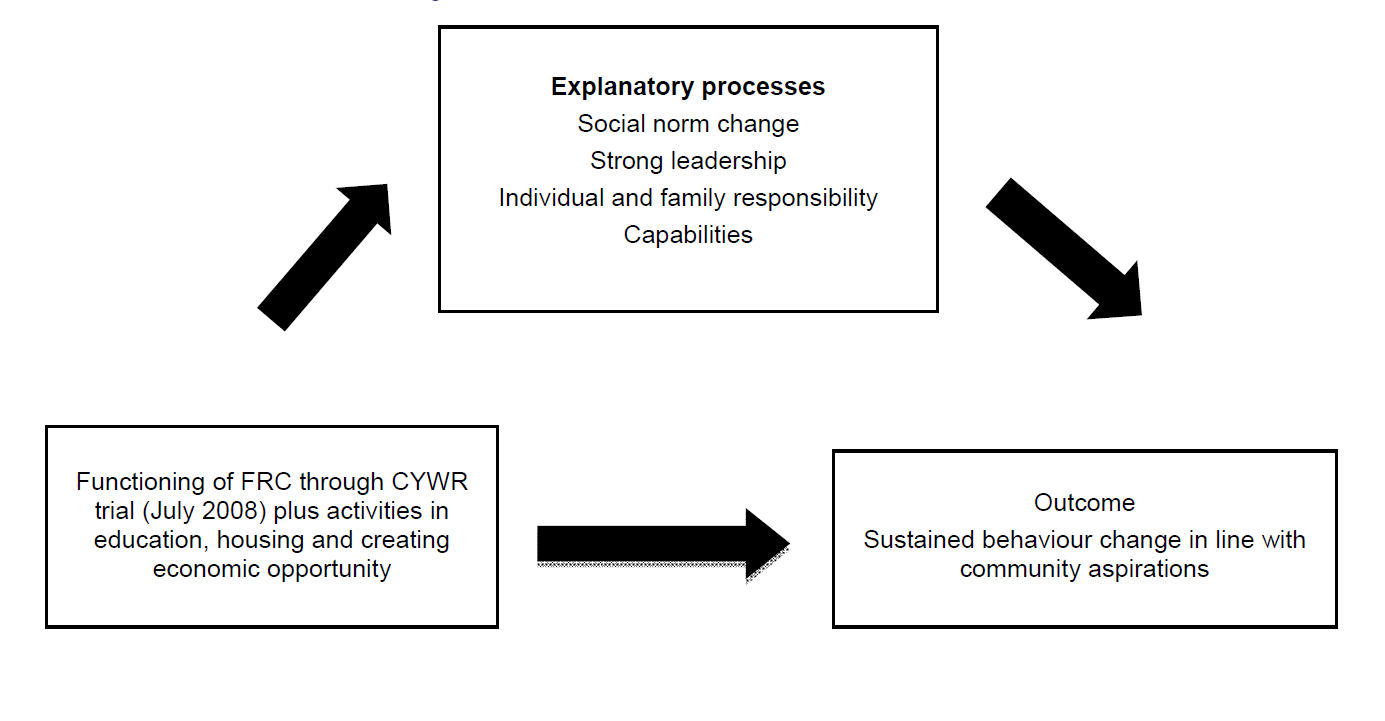 Explanatory processes
Social norm change
Strong leadership
Individual and family responsibility
Capabilities
Functioning of FRC through CYWR
trial (July 2008) plus activities in
education, housing and creating
economic opportunity
Outcome
Sustained behaviour change in line with
community aspirations